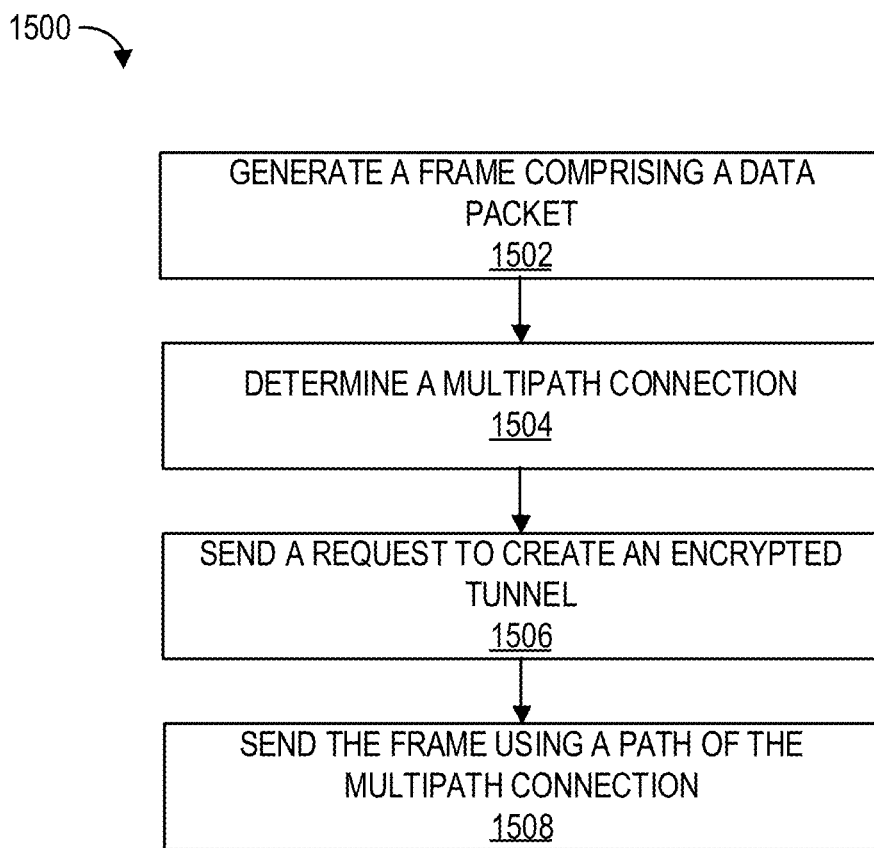 1500
GENERATE A FRAME COMPRISING A DATA
PACKET
1502
DETERMINE A MULTIPATH CONNECTION
1504
SEND A REQUEST TO CREATE AN ENCRYPTED
TUNNEL
1506
SEND THE FRAME USING A PATH OF THE
MULTIPATH CONNECTION
1508